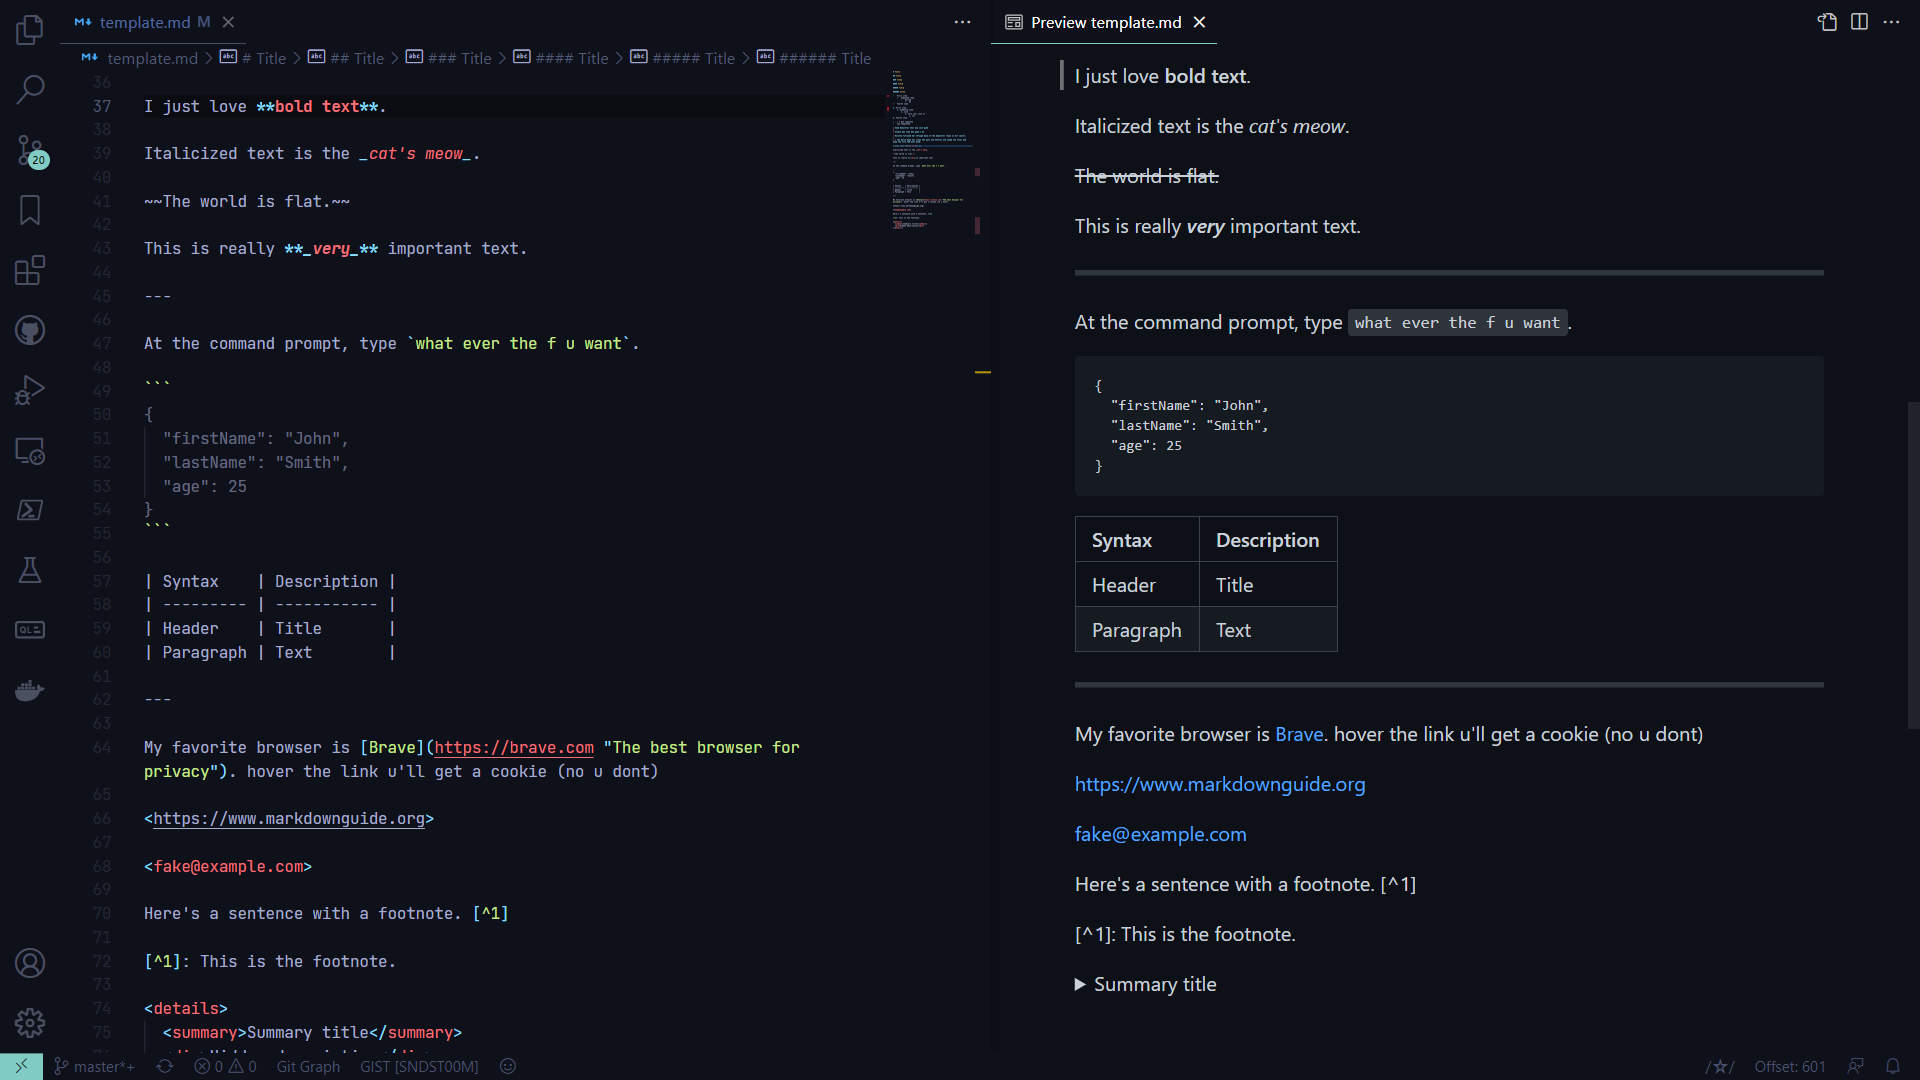 template.md M
template.md > # Title > ## Title > ### Title > #### Title > ##### Title > ###### Title
36
37 I just love **bold text**.
38
39 Italicized text is the _cat's meow_.
40
41 ~~The world is flat.~~
42
43 This is really **_very_** important text.
44
45 ---
46
47 At the command prompt, type `what ever the f u want`.
48
49 ```
50 {
51   "firstName": "John",
52   "lastName": "Smith",
53   "age": 25
54 }
55 ```
56
57 | Syntax    | Description |
58 | --------- | ----------- |
59 | Header    | Title       |
60 | Paragraph | Text        |
61
62 ---
63
64 My favorite browser is [Brave](https://brave.com "The best browser for
privacy"). hover the link u'll get a cookie (no u dont)
65
66 <https://www.markdownguide.org>
67
68 <fake@example.com>
69
70 Here's a sentence with a footnote. [^1]
71
72 [^1]: This is the footnote.
73
74 <details>
75   <summary>Summary title</summary>
Preview template.md
I just love bold text.
Italicized text is the cat's meow.
The world is flat.
This is really very important text.
At the command prompt, type what ever the f u want.
{
  "firstName": "John",
  "lastName": "Smith",
  "age": 25
}
Syntax Description
Header Title
Paragraph Text
My favorite browser is Brave. hover the link u'll get a cookie (no u dont)
https://www.markdownguide.org
fake@example.com
Here's a sentence with a footnote. [^1]
[^1]: This is the footnote.
Summary title
20
QL
master*+ 0 0 Git Graph GIST [SNDST00M] Offset: 601